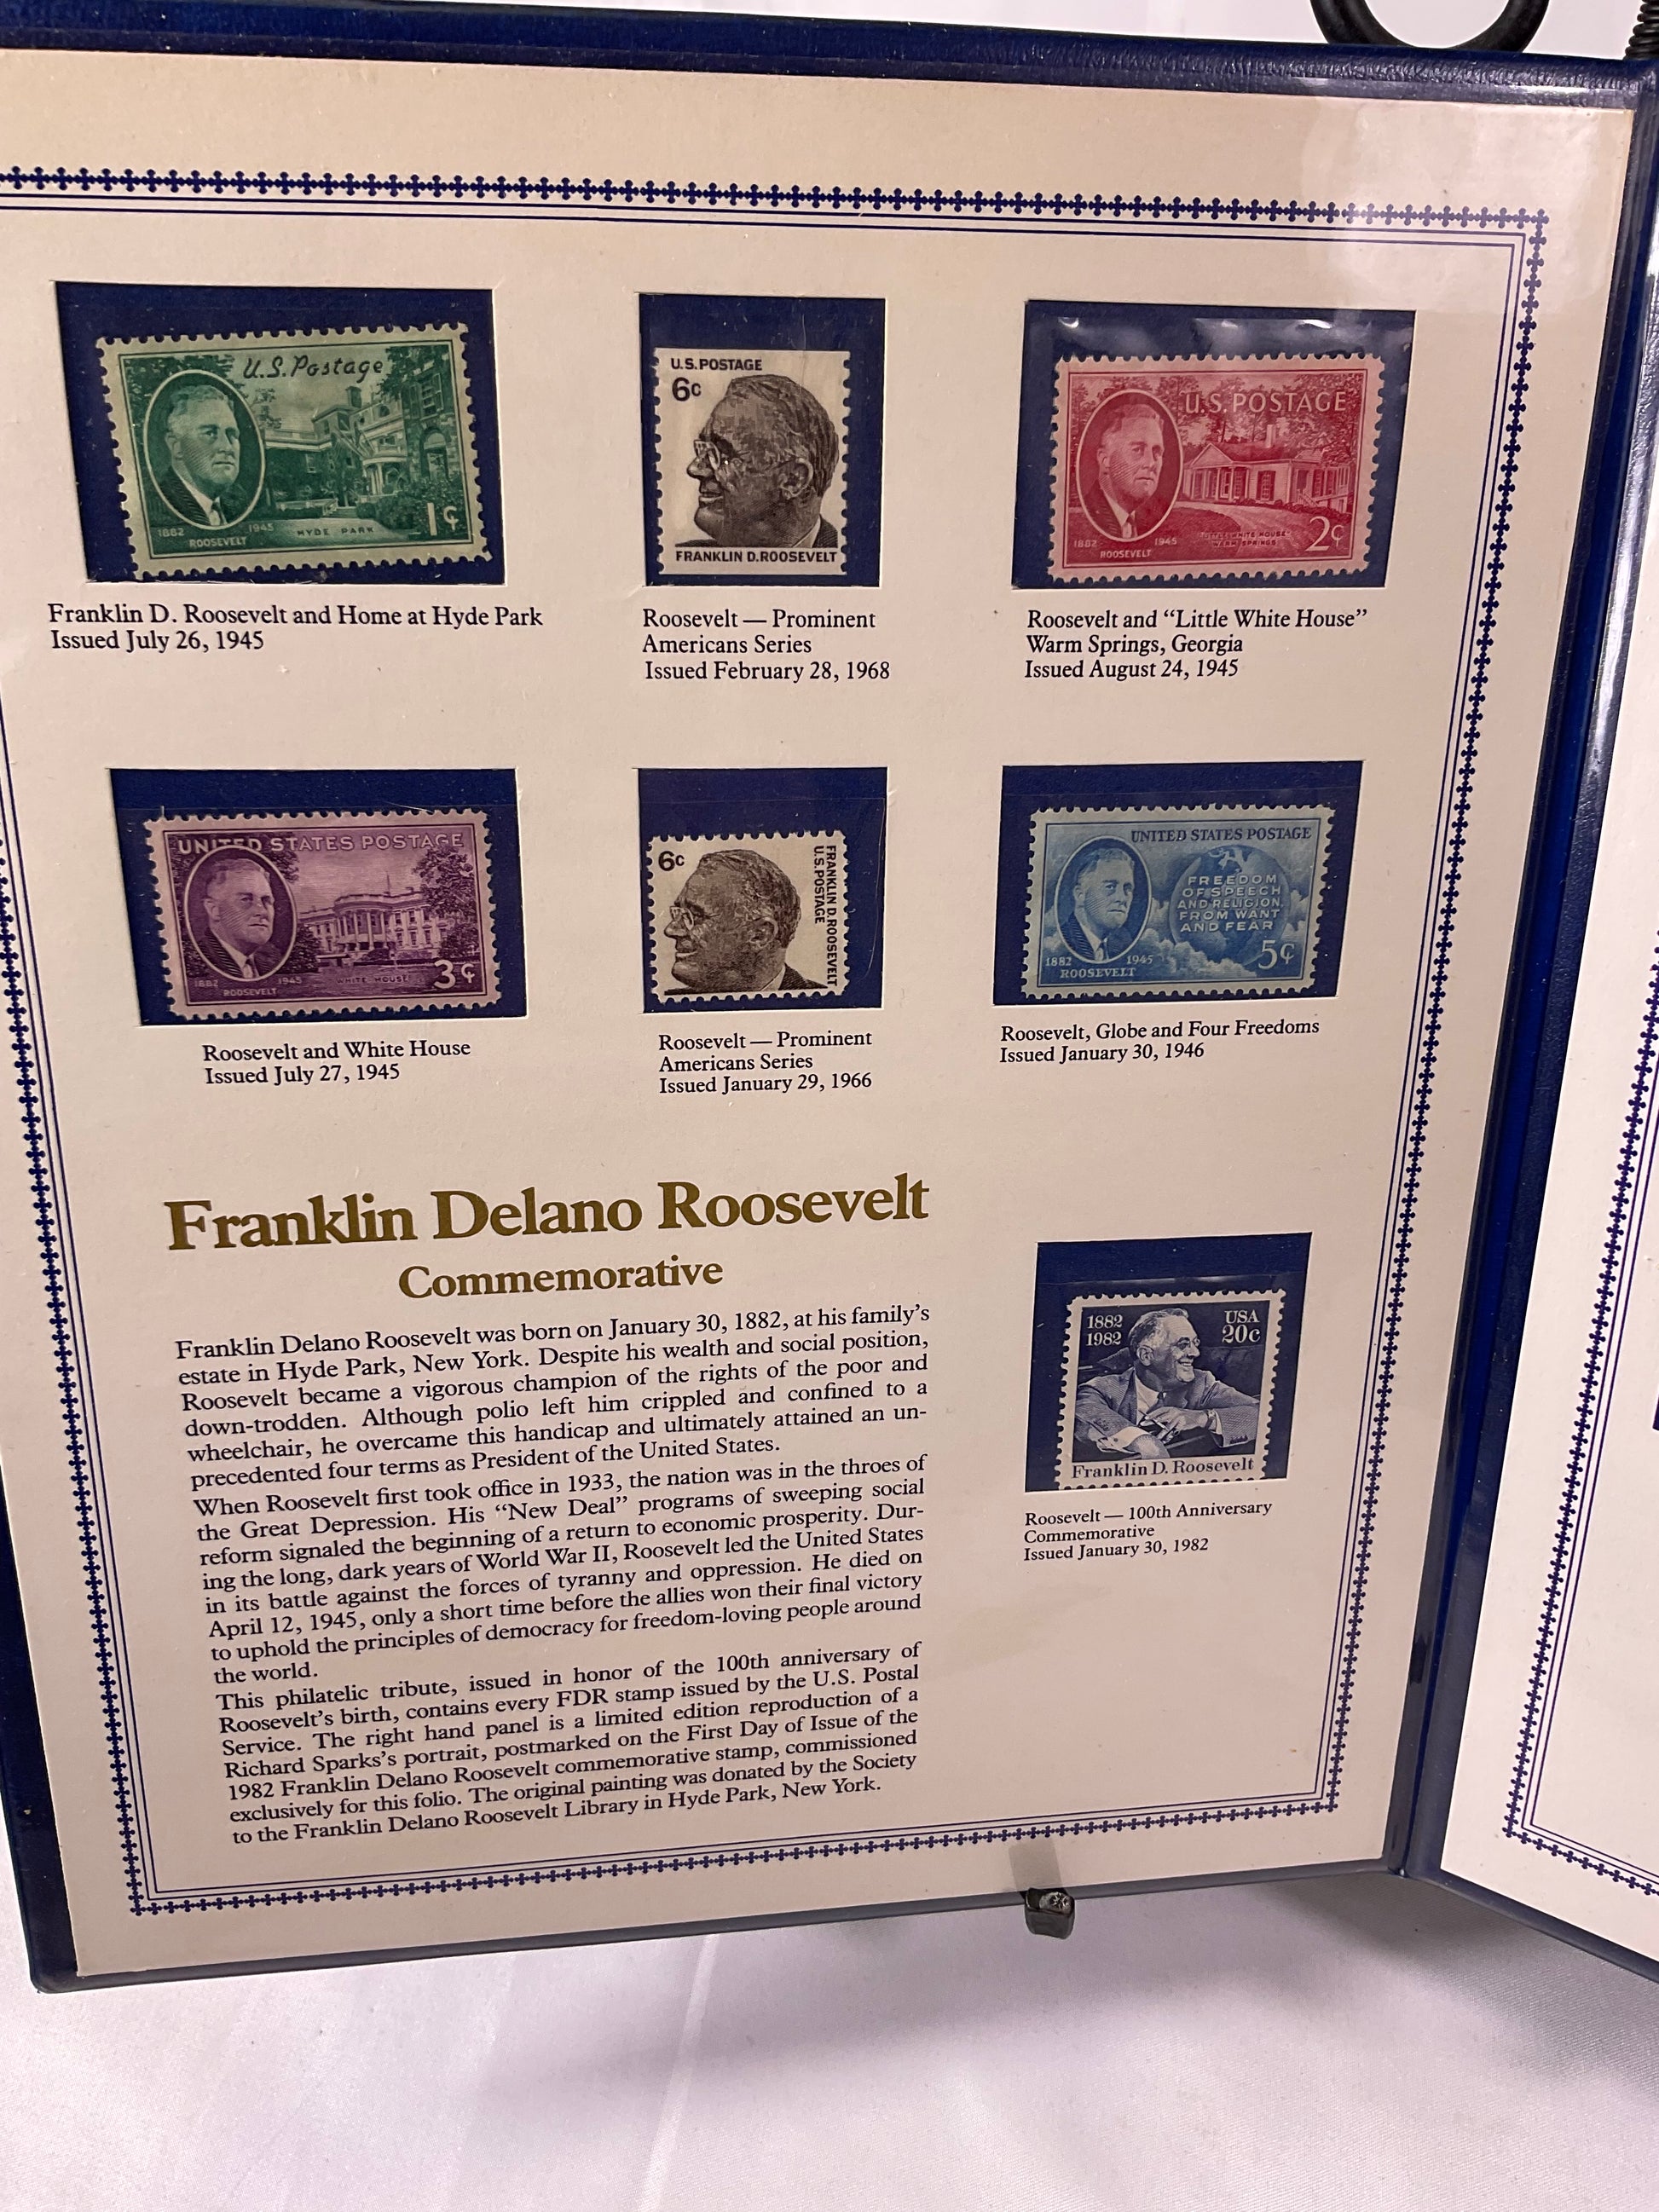 U.S. Postage
1882 1945
ROOSEVELT
HYDE PARK
1¢
Franklin D. Roosevelt and Home at Hyde Park
Issued July 26, 1945
U.S. POSTAGE
6c
FRANKLIN D. ROOSEVELT
Roosevelt — Prominent
Americans Series
Issued February 28, 1968
U.S. POSTAGE
1882 1945
ROOSEVELT
"LITTLE WHITE HOUSE"
WARM SPRINGS
2¢
Roosevelt and “Little White House”
Warm Springs, Georgia
Issued August 24, 1945
UNITED STATES POSTAGE
1882 1945
ROOSEVELT
WHITE HOUSE
3¢
Roosevelt and White House
Issued July 27, 1945
6c
FRANKLIN D. ROOSEVELT
U.S. POSTAGE
Roosevelt — Prominent
Americans Series
Issued January 29, 1966
UNITED STATES POSTAGE
FREEDOM
OF SPEECH
AND RELIGION,
FROM WANT
AND FEAR
1882 1945
ROOSEVELT
5¢
Roosevelt, Globe and Four Freedoms
Issued January 30, 1946
Franklin Delano Roosevelt
Commemorative
Franklin Delano Roosevelt was born on January 30, 1882, at his family’s
estate in Hyde Park, New York. Despite his wealth and social position,
Roosevelt became a vigorous champion of the rights of the poor and
down-trodden. Although polio left him crippled and confined to a
wheelchair, he overcame this handicap and ultimately attained an un-
precedented four terms as President of the United States.
When Roosevelt first took office in 1933, the nation was in the throes of
the Great Depression. His “New Deal” programs of sweeping social
reform signaled the beginning of a return to economic prosperity. Dur-
ing the long, dark years of World War II, Roosevelt led the United States
in its battle against the forces of tyranny and oppression. He died on
April 12, 1945, only a short time before the allies won their final victory
to uphold the principles of democracy for freedom-loving people around
the world.
This philatelic tribute, issued in honor of the 100th anniversary of
Roosevelt’s birth, contains every FDR stamp issued by the U.S. Postal
Service. The right hand panel is a limited edition reproduction of a
Richard Sparks’s portrait, postmarked on the First Day of Issue of the
1982 Franklin Delano Roosevelt commemorative stamp, commissioned
exclusively for this folio. The original painting was donated by the Society
to the Franklin Delano Roosevelt Library in Hyde Park, New York.
1882
1982
USA
20c
Franklin D. Roosevelt
Roosevelt — 100th Anniversary
Commemorative
Issued January 30, 1982